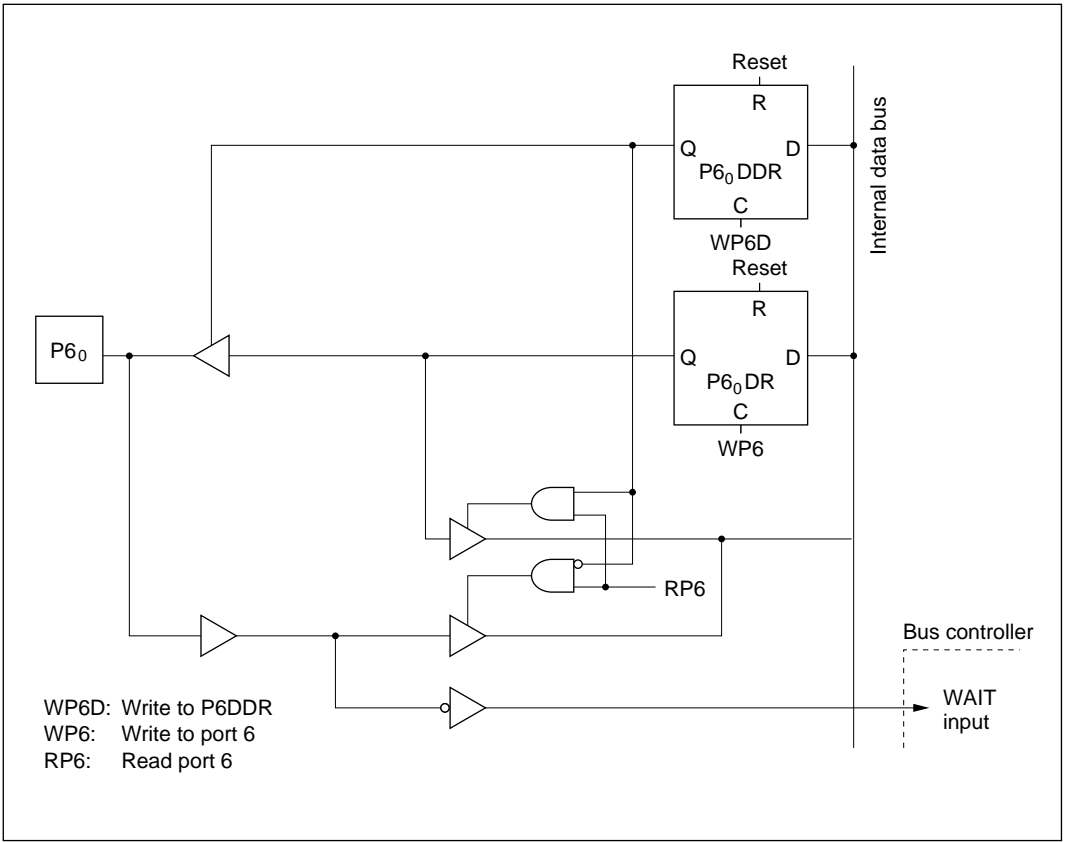 Reset
R
Q D
P6₀DDR
C
WP6D
Internal data bus
Reset
R
Q D
P6₀DR
C
WP6
P6₀
RP6
Bus controller
WAIT
input
WP6D: Write to P6DDR
WP6: Write to port 6
RP6: Read port 6